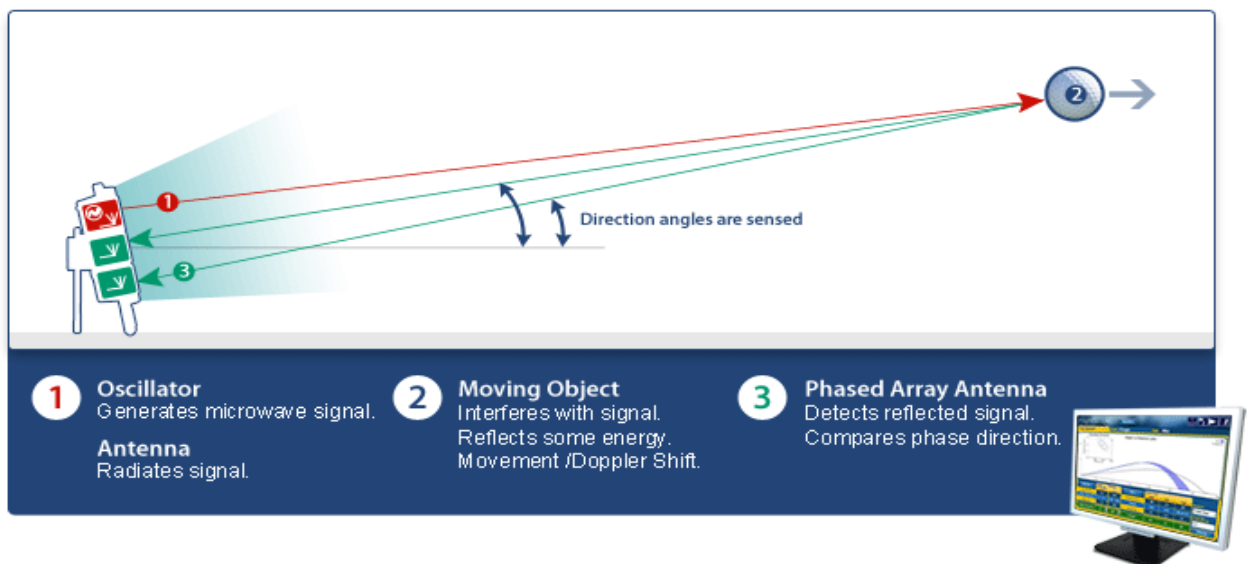 2
1
Direction angles are sensed
3
1 Oscillator
Generates microwave signal.
Antenna
Radiates signal.
2 Moving Object
Interferes with signal.
Reflects some energy.
Movement /Doppler Shift.
3 Phased Array Antenna
Detects reflected signal.
Compares phase direction.